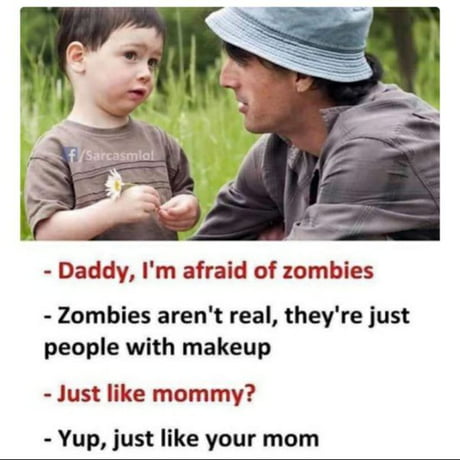 f/Sarcasmlol
- Daddy, I'm afraid of zombies
- Zombies aren't real, they're just
people with makeup
- Just like mommy?
- Yup, just like your mom